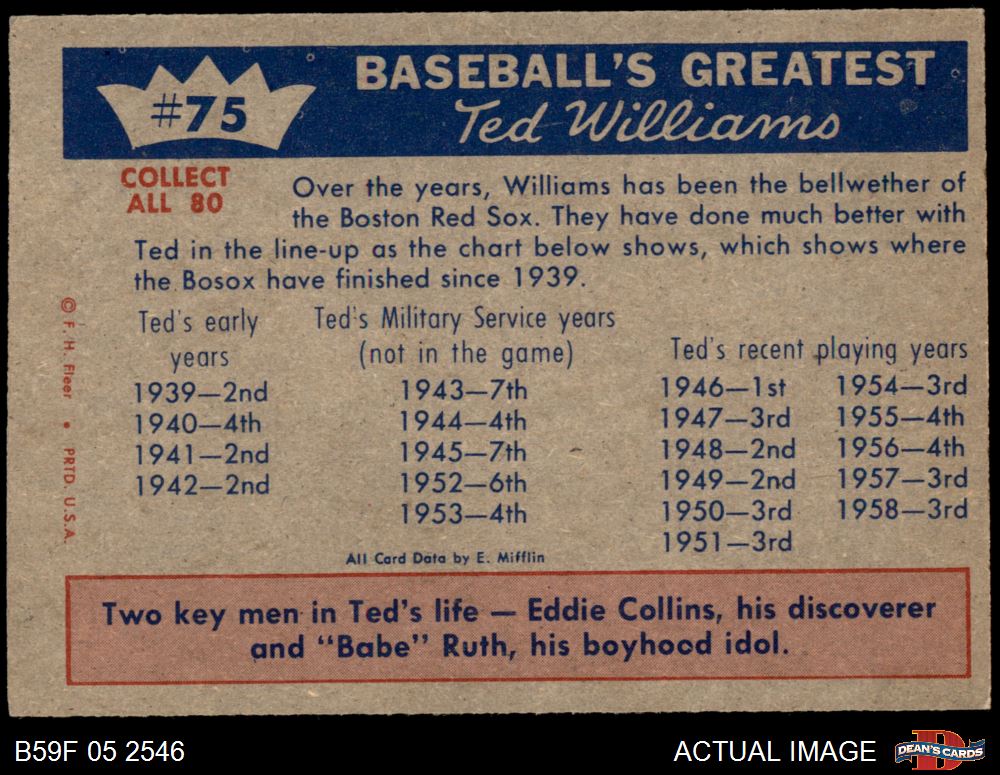 #75
BASEBALL'S GREATEST
Ted Williams
COLLECT
ALL 80
Over the years, Williams has been the bellwether of
the Boston Red Sox. They have done much better with
Ted in the line-up as the chart below shows, which shows where
the Bosox have finished since 1939.
Ted's early
years
1939—2nd
1940—4th
1941—2nd
1942—2nd
Ted's Military Service years
(not in the game)
1943—7th
1944—4th
1945—7th
1952—6th
1953—4th
Ted's recent playing years
1946—1st
1947—3rd
1948—2nd
1949—2nd
1950—3rd
1951—3rd
1954—3rd
1955—4th
1956—4th
1957—3rd
1958—3rd
All Card Data by E. Mifflin
© F. H. Fleer • PRTD. U.S.A.
Two key men in Ted's life — Eddie Collins, his discoverer
and "Babe" Ruth, his boyhood idol.
B59F 05 2546
ACTUAL IMAGE
DEAN'S CARDS